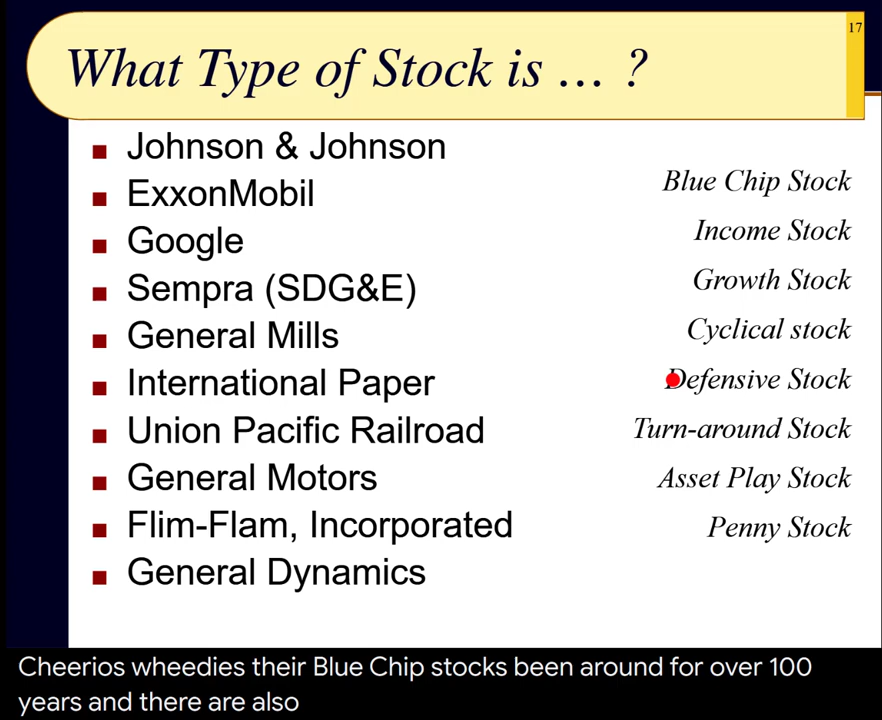 17
What Type of Stock is … ?
Johnson & Johnson
ExxonMobil
Google
Sempra (SDG&E)
General Mills
International Paper
Union Pacific Railroad
General Motors
Flim-Flam, Incorporated
General Dynamics
Blue Chip Stock
Income Stock
Growth Stock
Cyclical stock
Defensive Stock
Turn-around Stock
Asset Play Stock
Penny Stock
Cheerios wheedies their Blue Chip stocks been around for over 100
years and there are also